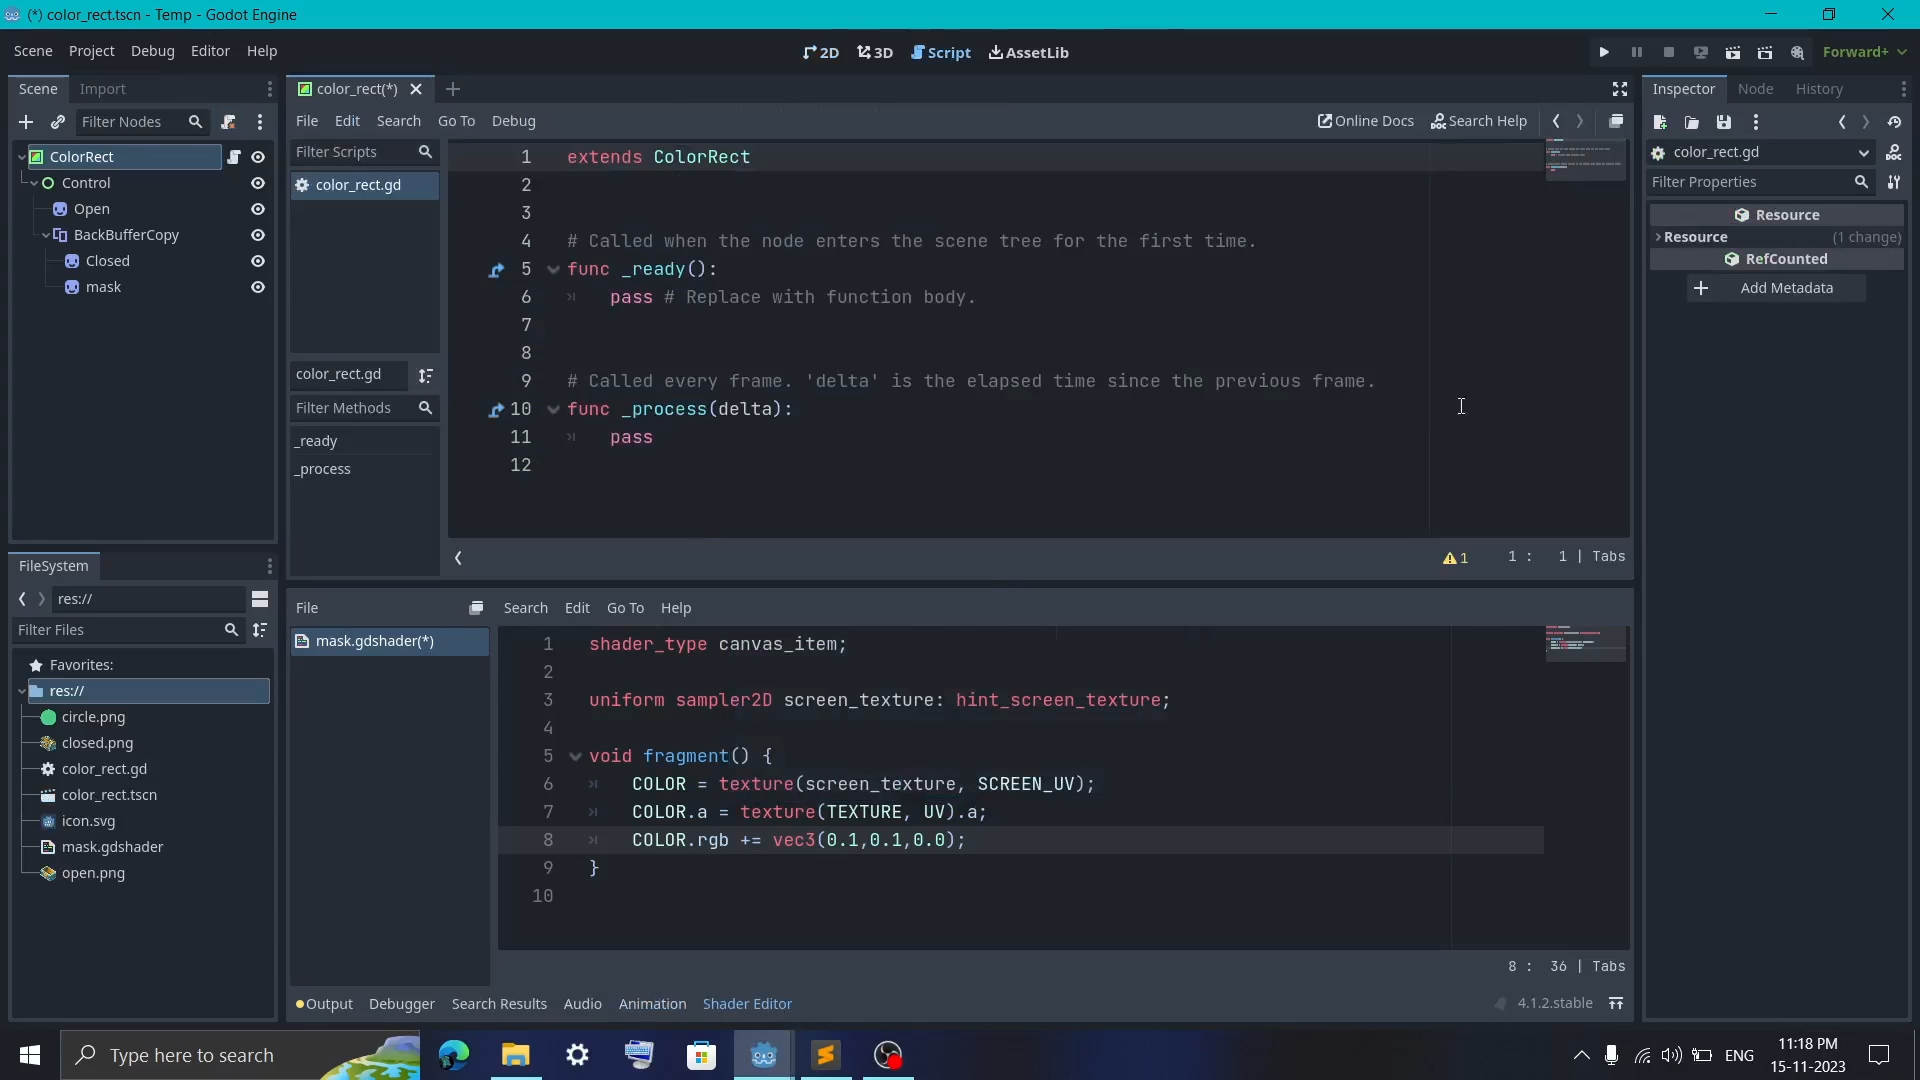 (*) color_rect.tscn - Temp - Godot Engine
Scene Project Debug Editor Help
2D 3D Script AssetLib
Forward+
Scene Import
Filter Nodes
ColorRect
Control
Open
BackBufferCopy
Closed
mask
color_rect(*)
File Edit Search Go To Debug
Online Docs Search Help
Filter Scripts
color_rect.gd
color_rect.gd
Filter Methods
_ready
_process
1 extends ColorRect
2
3
4 # Called when the node enters the scene tree for the first time.
5 func _ready():
6 pass # Replace with function body.
7
8
9 # Called every frame. 'delta' is the elapsed time since the previous frame.
10 func _process(delta):
11 pass
12
1 1 : 1 | Tabs
Inspector Node History
color_rect.gd
Filter Properties
Resource
Resource (1 change)
RefCounted
Add Metadata
FileSystem
res://
Filter Files
Favorites:
res://
circle.png
closed.png
color_rect.gd
color_rect.tscn
icon.svg
mask.gdshader
open.png
File
mask.gdshader(*)
Search Edit Go To Help
1 shader_type canvas_item;
2
3 uniform sampler2D screen_texture: hint_screen_texture;
4
5 void fragment() {
6 COLOR = texture(screen_texture, SCREEN_UV);
7 COLOR.a = texture(TEXTURE, UV).a;
8 COLOR.rgb += vec3(0.1,0.1,0.0);
9 }
10
8 : 36 | Tabs
Output Debugger Search Results Audio Animation Shader Editor
4.1.2.stable
Type here to search
ENG
11:18 PM
15-11-2023